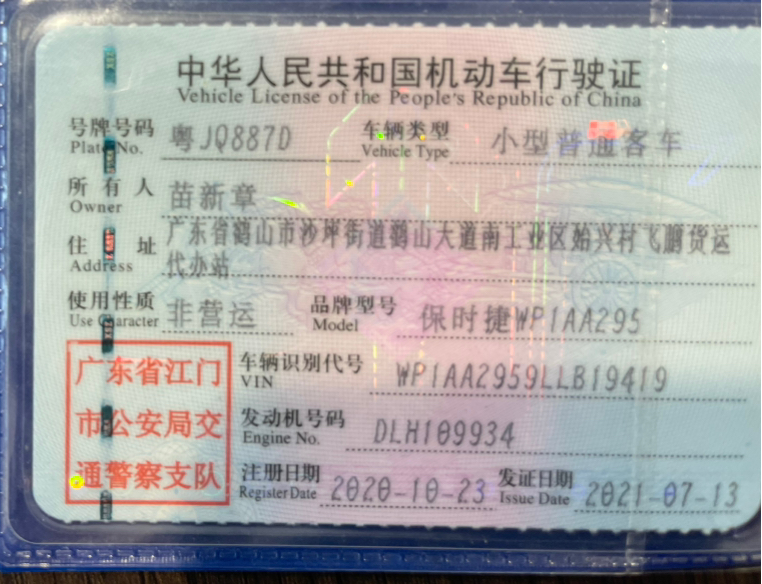 中华人民共和国机动车行驶证
Vehicle License of the People's Republic of China
号牌号码 粤JQ887D 车辆类型 小型普通客车
Plate No. Vehicle Type
所有人 苗新章
Owner
住址 广东省鹤山市沙坪街道鹤山大道南工业区始兴村飞鹏货运
Address 代办站
使用性质 非营运 品牌型号 保时捷WP1AA295
Use Character Model
广东省江门 车辆识别代号 WP1AA2959LLB19419
VIN
市公安局交 发动机号码 DLH109934
Engine No.
通警察支队 注册日期 2020-10-23 发证日期 2021-07-13
Register Date Issue Date